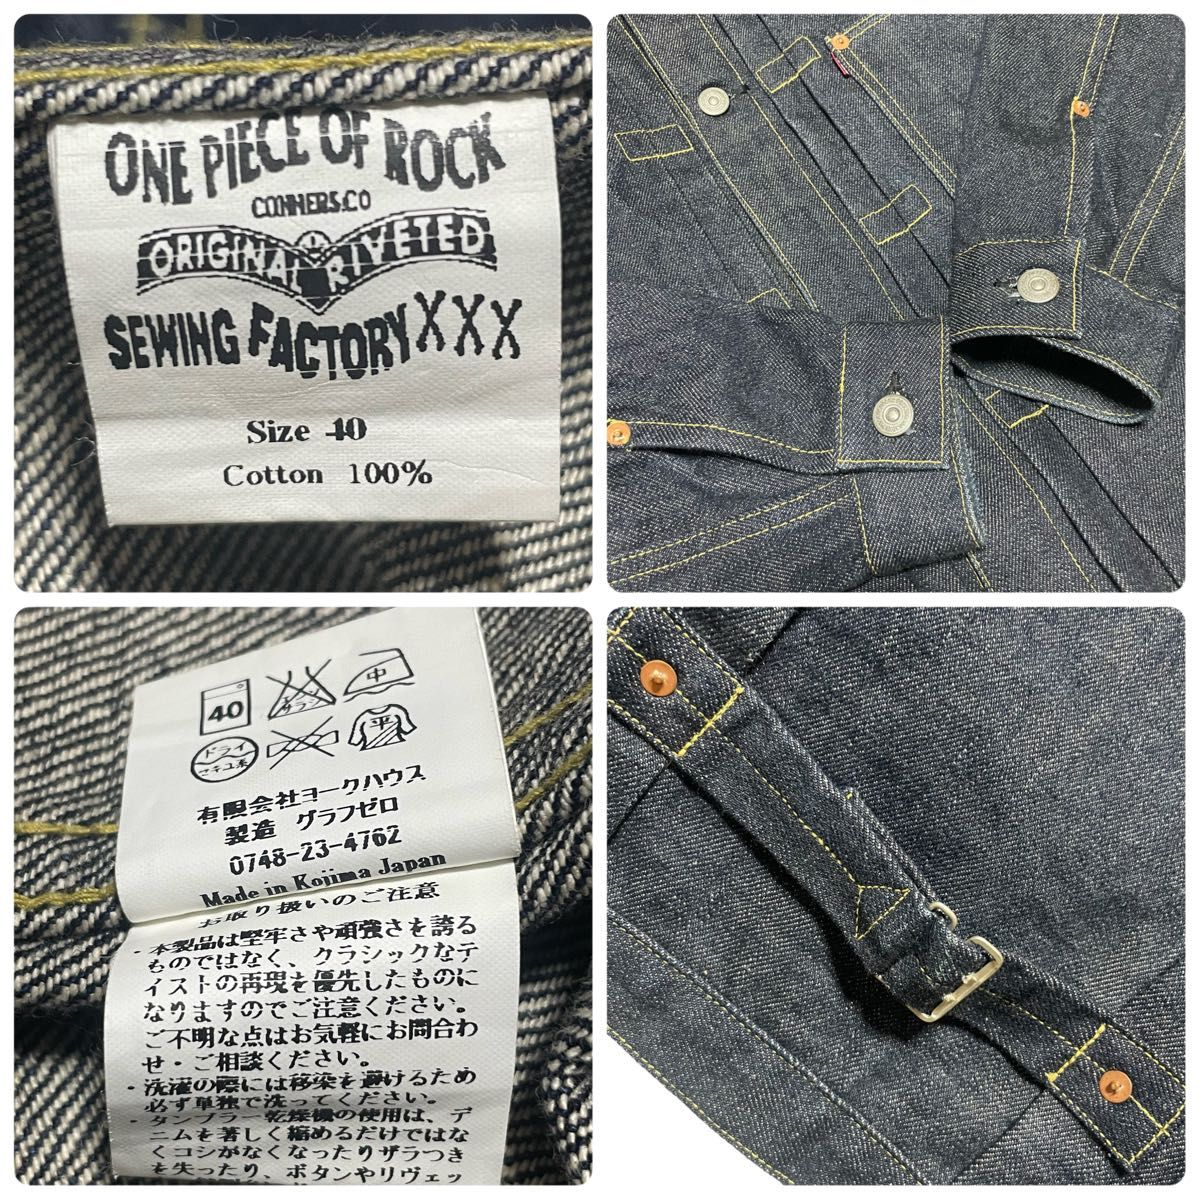 ONE PIECE OF ROCK
CONNERS.CO
ORIGINAL RIVETED
SEWING FACTORY XXX
Size 40
Cotton 100%
40
エンソ サラシ
中
ドライ
セキユ系
平
有限会社ヨークハウス
製造 グラフゼロ
0748-23-4762
Made in Kojima Japan
お取り扱いのご注意
・本製品は堅牢さや頑強さを誇る
ものではなく、クラシックなテ
イストの再現を優先したものに
なりますのでご注意ください。
ご不明な点はお気軽にお問合わ
せ・ご相談ください。
・洗濯の際には移染を避けるため
必ず単独で洗ってください。
・タンブラー乾燥機の使用は、デ
ニムを著しく縮めるだけではな
くコシがなくなったりザラつき
を失ったり、ボタンやリヴェッ